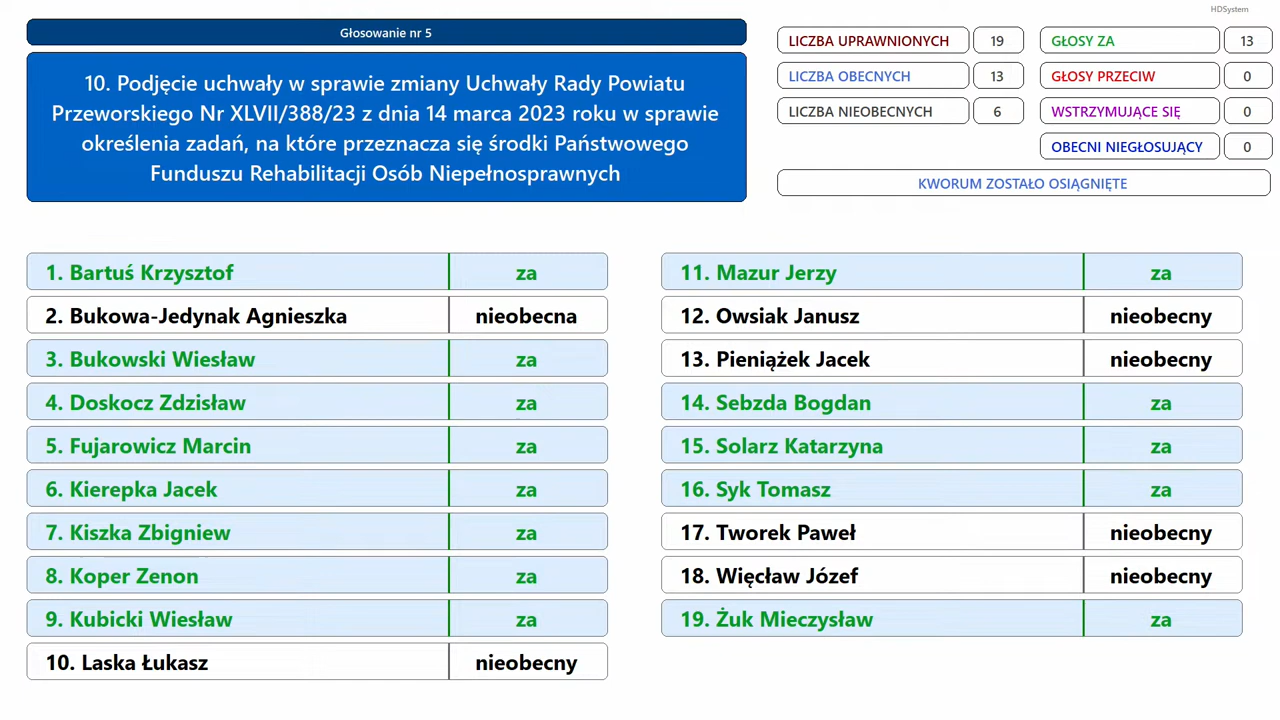 HDSystem
Głosowanie nr 5
10. Podjęcie uchwały w sprawie zmiany Uchwały Rady Powiatu
Przeworskiego Nr XLVII/388/23 z dnia 14 marca 2023 roku w sprawie
określenia zadań, na które przeznacza się środki Państwowego
Funduszu Rehabilitacji Osób Niepełnosprawnych
LICZBA UPRAWNIONYCH 19
LICZBA OBECNYCH 13
LICZBA NIEOBECNYCH 6
GŁOSY ZA 13
GŁOSY PRZECIW 0
WSTRZYMUJĄCE SIĘ 0
OBECNI NIEGŁOSUJĄCY 0
KWORUM ZOSTAŁO OSIĄGNIĘTE
1. Bartuś Krzysztof za
2. Bukowa-Jedynak Agnieszka nieobecna
3. Bukowski Wiesław za
4. Doskocz Zdzisław za
5. Fujarowicz Marcin za
6. Kierepka Jacek za
7. Kiszka Zbigniew za
8. Koper Zenon za
9. Kubicki Wiesław za
10. Laska Łukasz nieobecny
11. Mazur Jerzy za
12. Owsiak Janusz nieobecny
13. Pieniążek Jacek nieobecny
14. Sebzda Bogdan za
15. Solarz Katarzyna za
16. Syk Tomasz za
17. Tworek Paweł nieobecny
18. Więcław Józef nieobecny
19. Żuk Mieczysław za